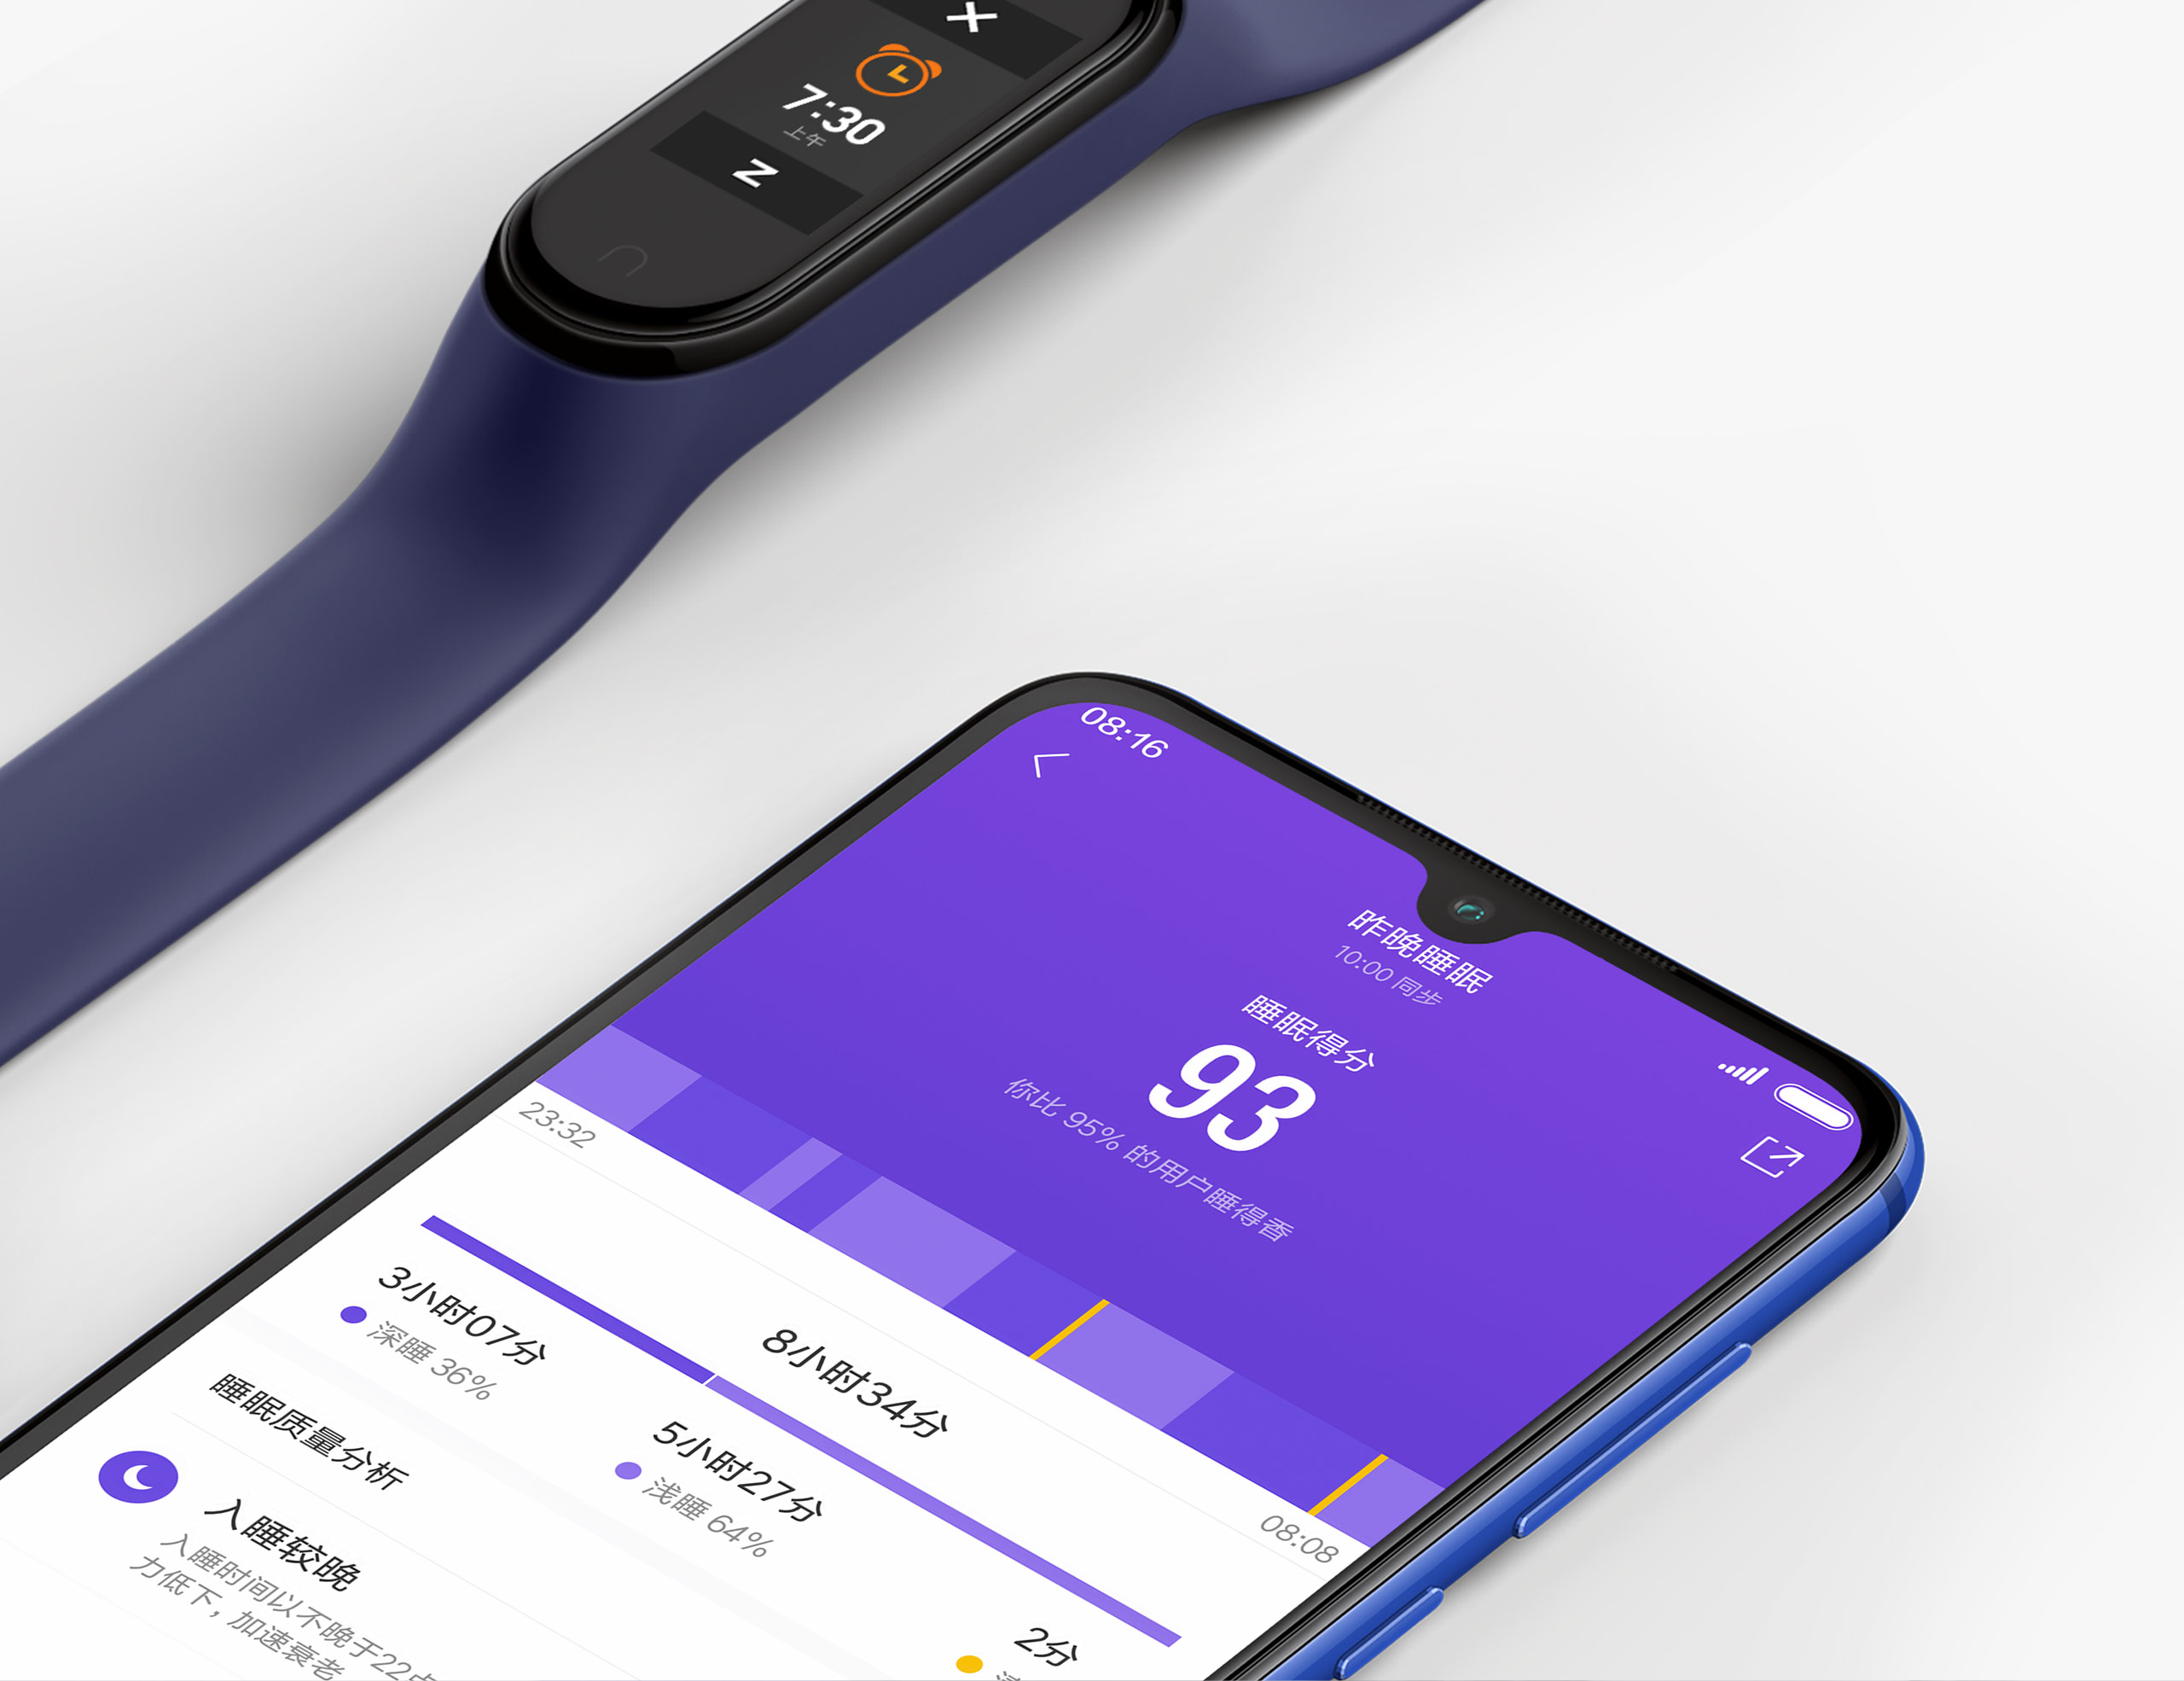 7:30
上午
z
08:16
昨晚睡眠
10:00 同步
睡眠得分
93
你比 95% 的用户睡得香
23:32
08:08
8小时34分
3小时07分
深睡 36%
5小时27分
浅睡 64%
2分
睡眠质量分析
入睡较晚
入睡时间以不晚于22点
力低下，加速衰老